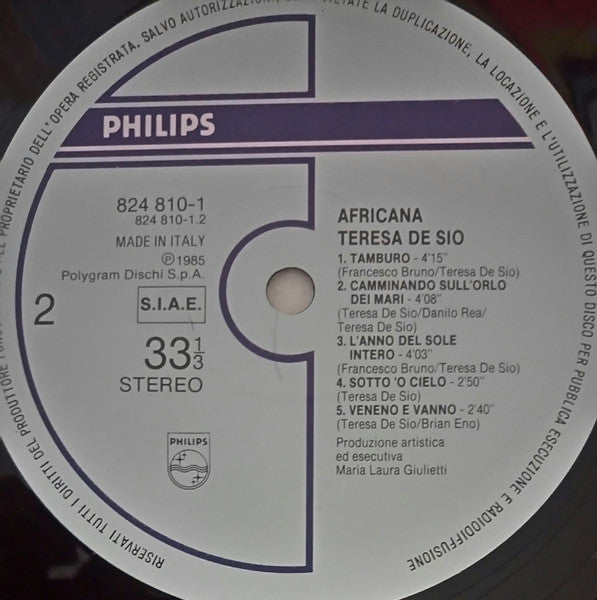 PHILIPS
824 810-1
824 810-1.2
MADE IN ITALY
℗1985
Polygram Dischi S.p.A.
2
S.I.A.E.
33 1/3
STEREO
PHILIPS
AFRICANA
TERESA DE SIO
1. TAMBURO - 4'15"
(Francesco Bruno/Teresa De Sio)
2. CAMMINANDO SULL'ORLO
DEI MARI - 4'08"
(Teresa De Sio/Danilo Rea/
Teresa De Sio)
3. L'ANNO DEL SOLE
INTERO - 4'03"
(Francesco Bruno/Teresa De Sio)
4. SOTTO 'O CIELO - 2'50"
(Teresa De Sio)
5. VENENO E VANNO - 2'40"
(Teresa De Sio/Brian Eno)
Produzione artistica
ed esecutiva
Maria Laura Giulietti
RISERVATI TUTTI I DIRITTI DEL PRODUTTORE PROPRIETARIO DELL'OPERA REGISTRATA. SALVO LA DUPLICAZIONE, LA LOCAZIONE E L'UTILIZZAZIONE DI QUESTO DISCO PER PUBBLICA ESECUZIONE E RADIODIFFUSIONE